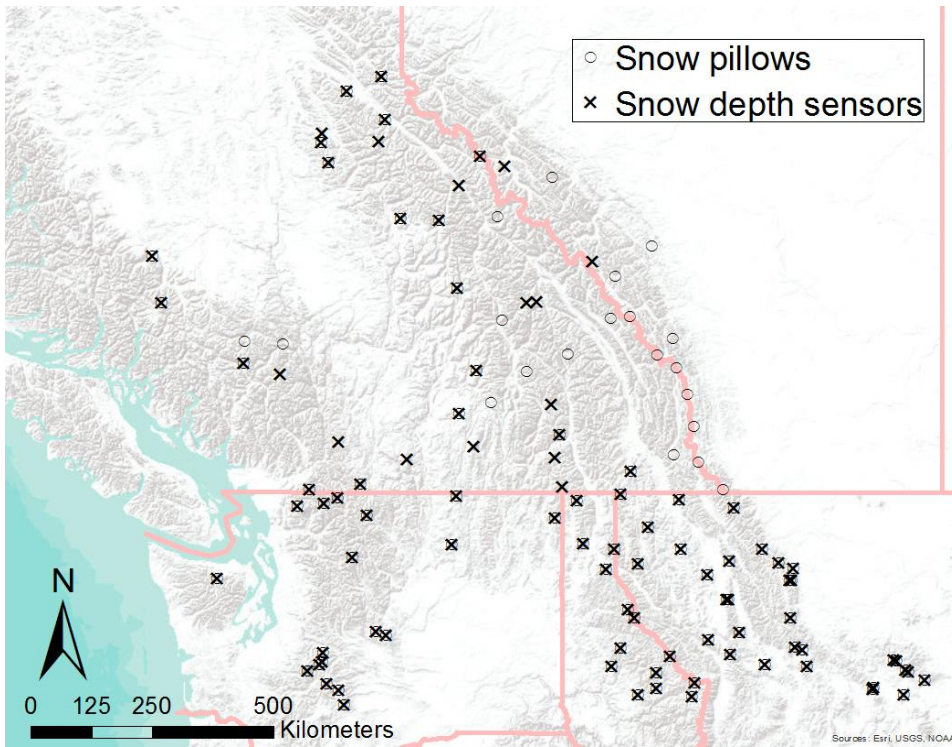 Snow pillows
Snow depth sensors
N
0 125 250 500
Kilometers
Sources: Esri, USGS, NOAA